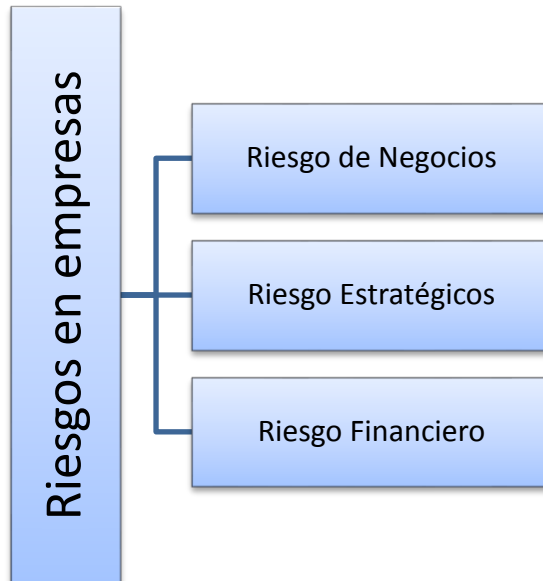 Riesgos en empresas
Riesgo de Negocios
Riesgo Estratégicos
Riesgo Financiero